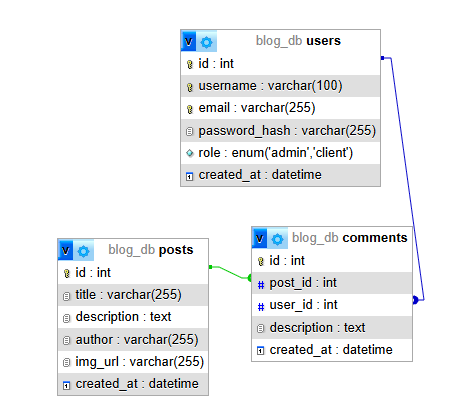 blog_db users
id : int
username : varchar(100)
email : varchar(255)
password_hash : varchar(255)
role : enum('admin','client')
created_at : datetime
blog_db posts
id : int
title : varchar(255)
description : text
author : varchar(255)
img_url : varchar(255)
created_at : datetime
blog_db comments
id : int
# post_id : int
# user_id : int
description : text
created_at : datetime